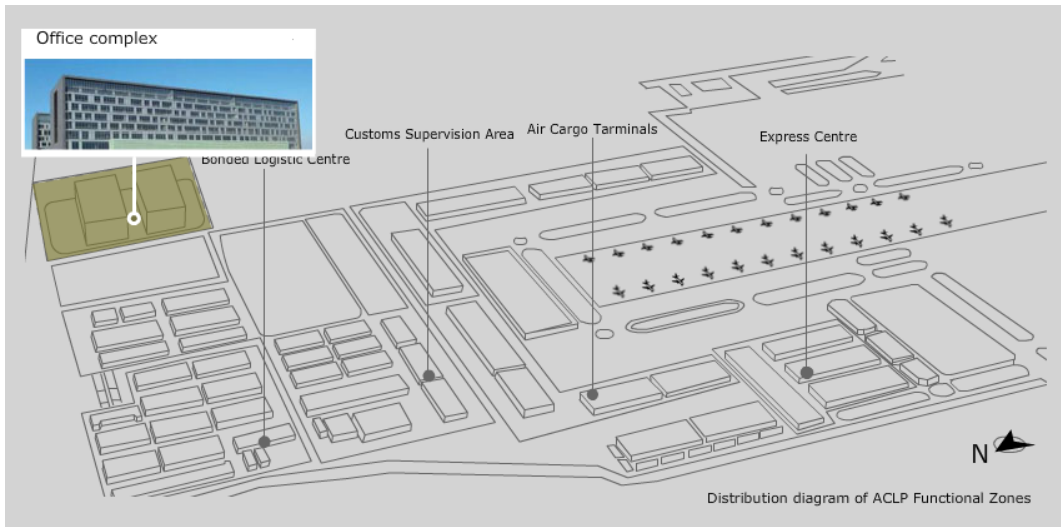 Office complex
Bonded Logistic Centre
Customs Supervision Area
Air Cargo Tarminals
Express Centre
N
Distribution diagram of ACLP Functional Zones